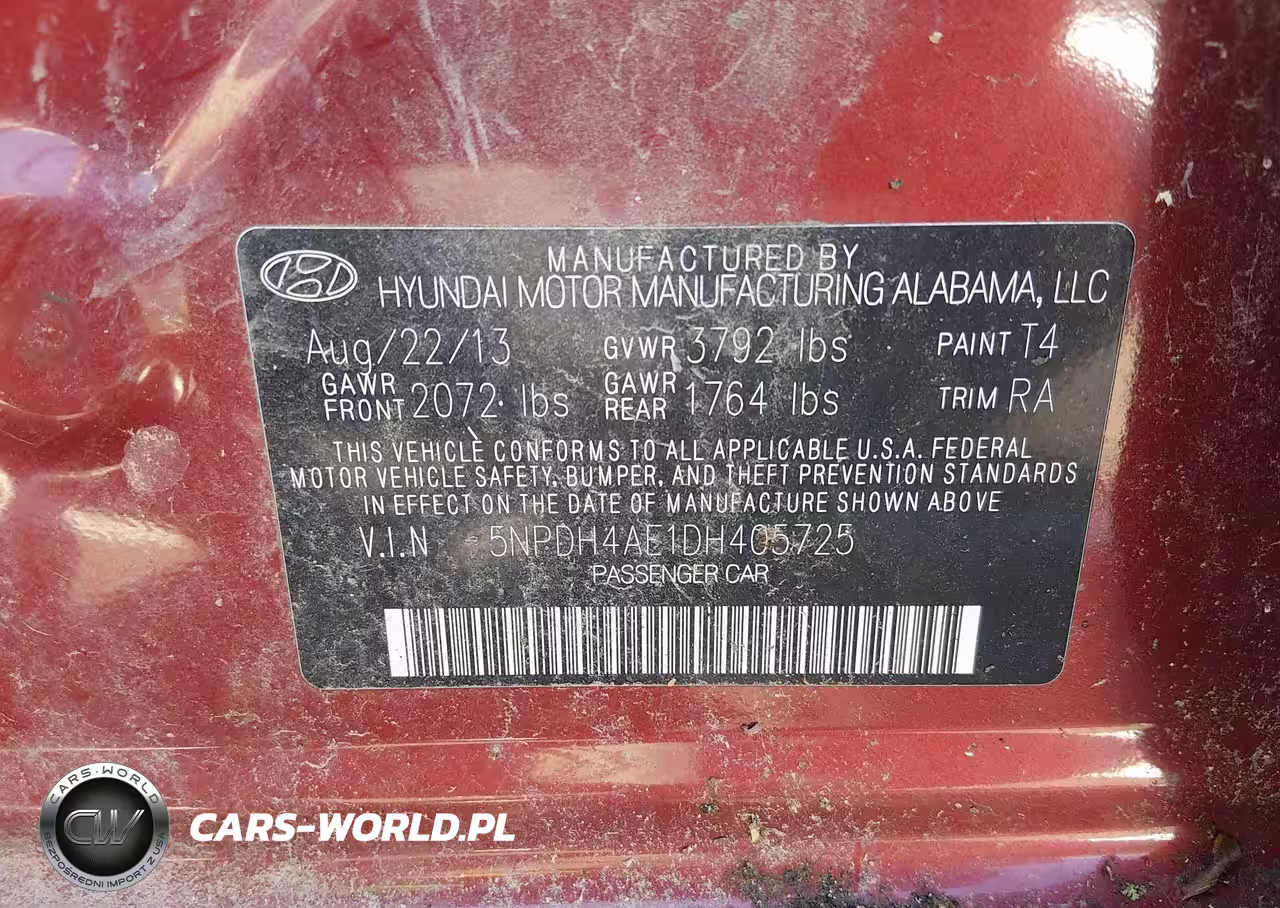 MANUFACTURED BY
HYUNDAI MOTOR MANUFACTURING ALABAMA, LLC
Aug/22/13 GVWR 3792 lbs PAINT T4
GAWR FRONT 2072 lbs GAWR REAR 1764 lbs TRIM RA
THIS VEHICLE CONFORMS TO ALL APPLICABLE U.S.A. FEDERAL
MOTOR VEHICLE SAFETY, BUMPER, AND THEFT PREVENTION STANDARDS
IN EFFECT ON THE DATE OF MANUFACTURE SHOWN ABOVE
V.I.N 5NPDH4AE1DH405725
PASSENGER CAR
CARS-WORLD
CW
BEZPOŚREDNI IMPORT Z USA
CARS-WORLD.PL